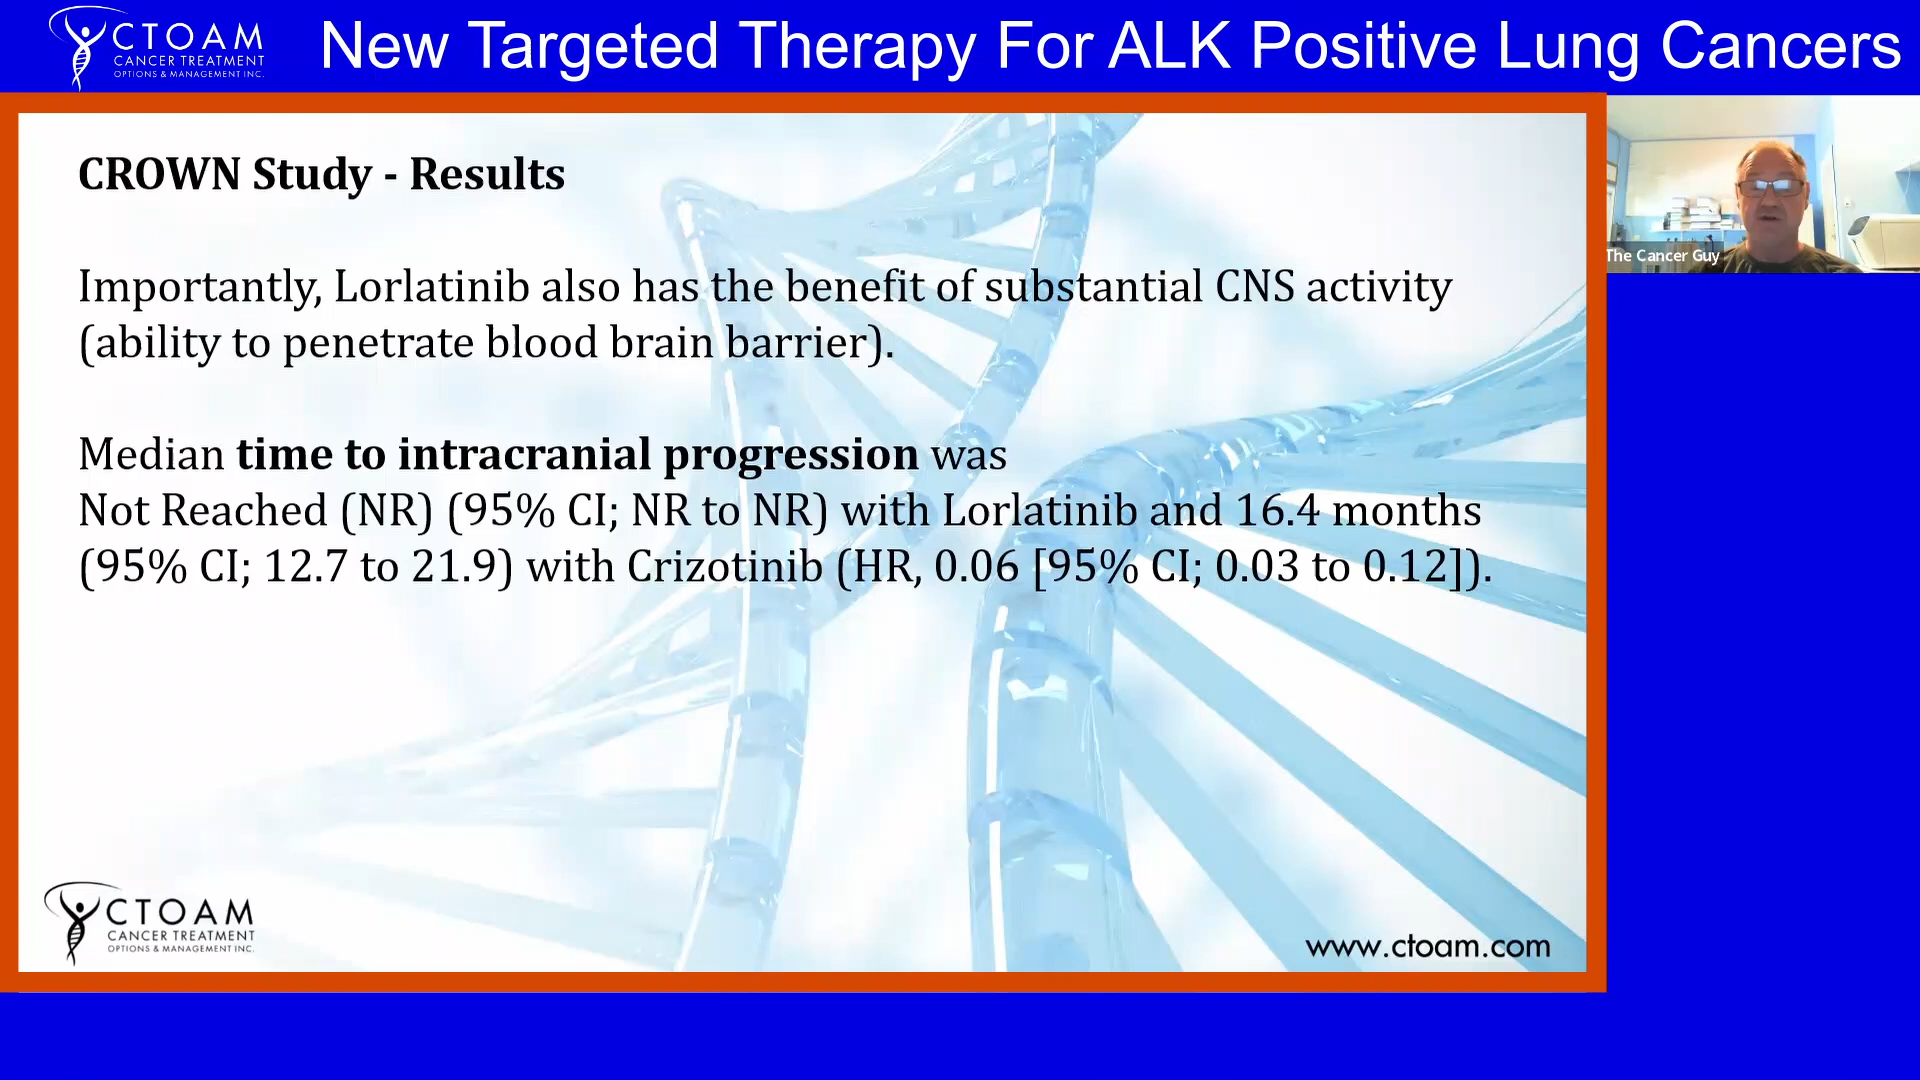 CTOAM
CANCER TREATMENT
OPTIONS & MANAGEMENT INC.
New Targeted Therapy For ALK Positive Lung Cancers
CROWN Study - Results
Importantly, Lorlatinib also has the benefit of substantial CNS activity
(ability to penetrate blood brain barrier).
Median time to intracranial progression was
Not Reached (NR) (95% CI; NR to NR) with Lorlatinib and 16.4 months
(95% CI; 12.7 to 21.9) with Crizotinib (HR, 0.06 [95% CI; 0.03 to 0.12]).
The Cancer Guy
CTOAM
CANCER TREATMENT
OPTIONS & MANAGEMENT INC.
www.ctoam.com